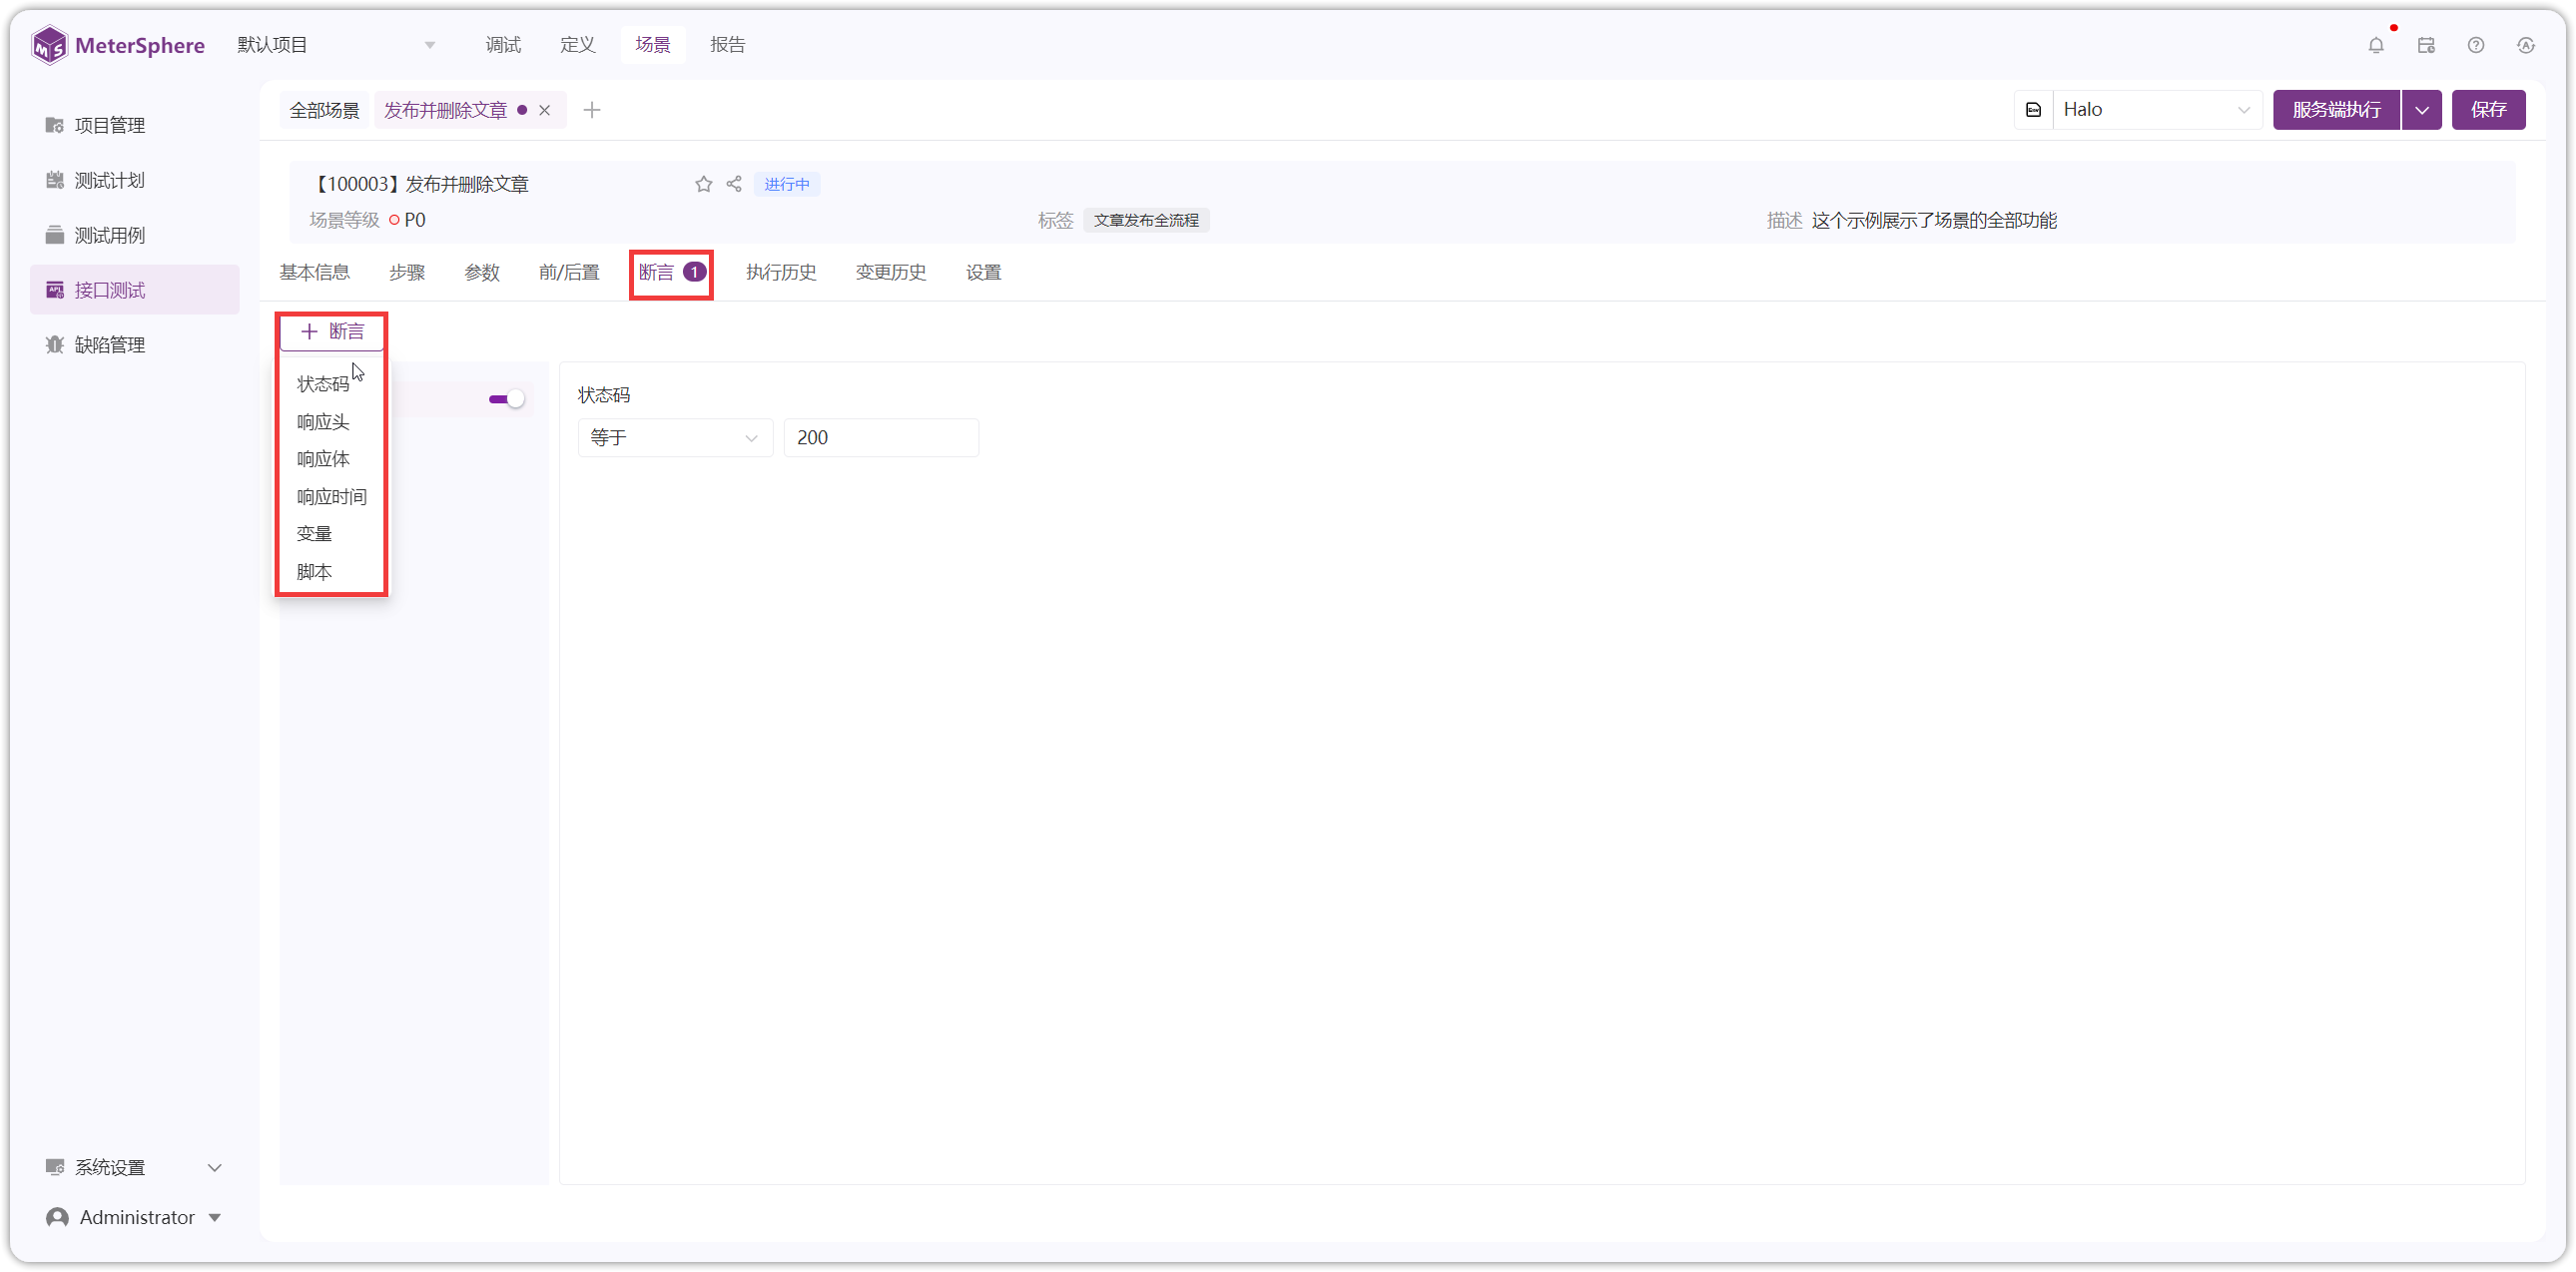 MeterSphere 默认项目 调试 定义 场景 报告
项目管理
测试计划
测试用例
接口测试
缺陷管理
系统设置
Administrator
全部场景 发布并删除文章 Halo 服务端执行 保存
【100003】发布并删除文章 进行中
场景等级 P0 标签 文章发布全流程 描述 这个示例展示了场景的全部功能
基本信息 步骤 参数 前/后置 断言 1 执行历史 变更历史 设置
断言
状态码
响应头
响应体
响应时间
变量
脚本
状态码
等于 200